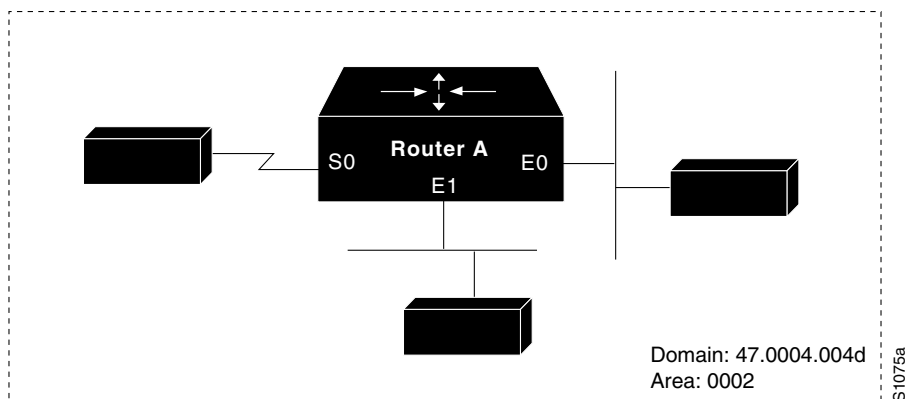 Router A
S0
E0
E1
Domain: 47.0004.004d
Area: 0002
S1075a